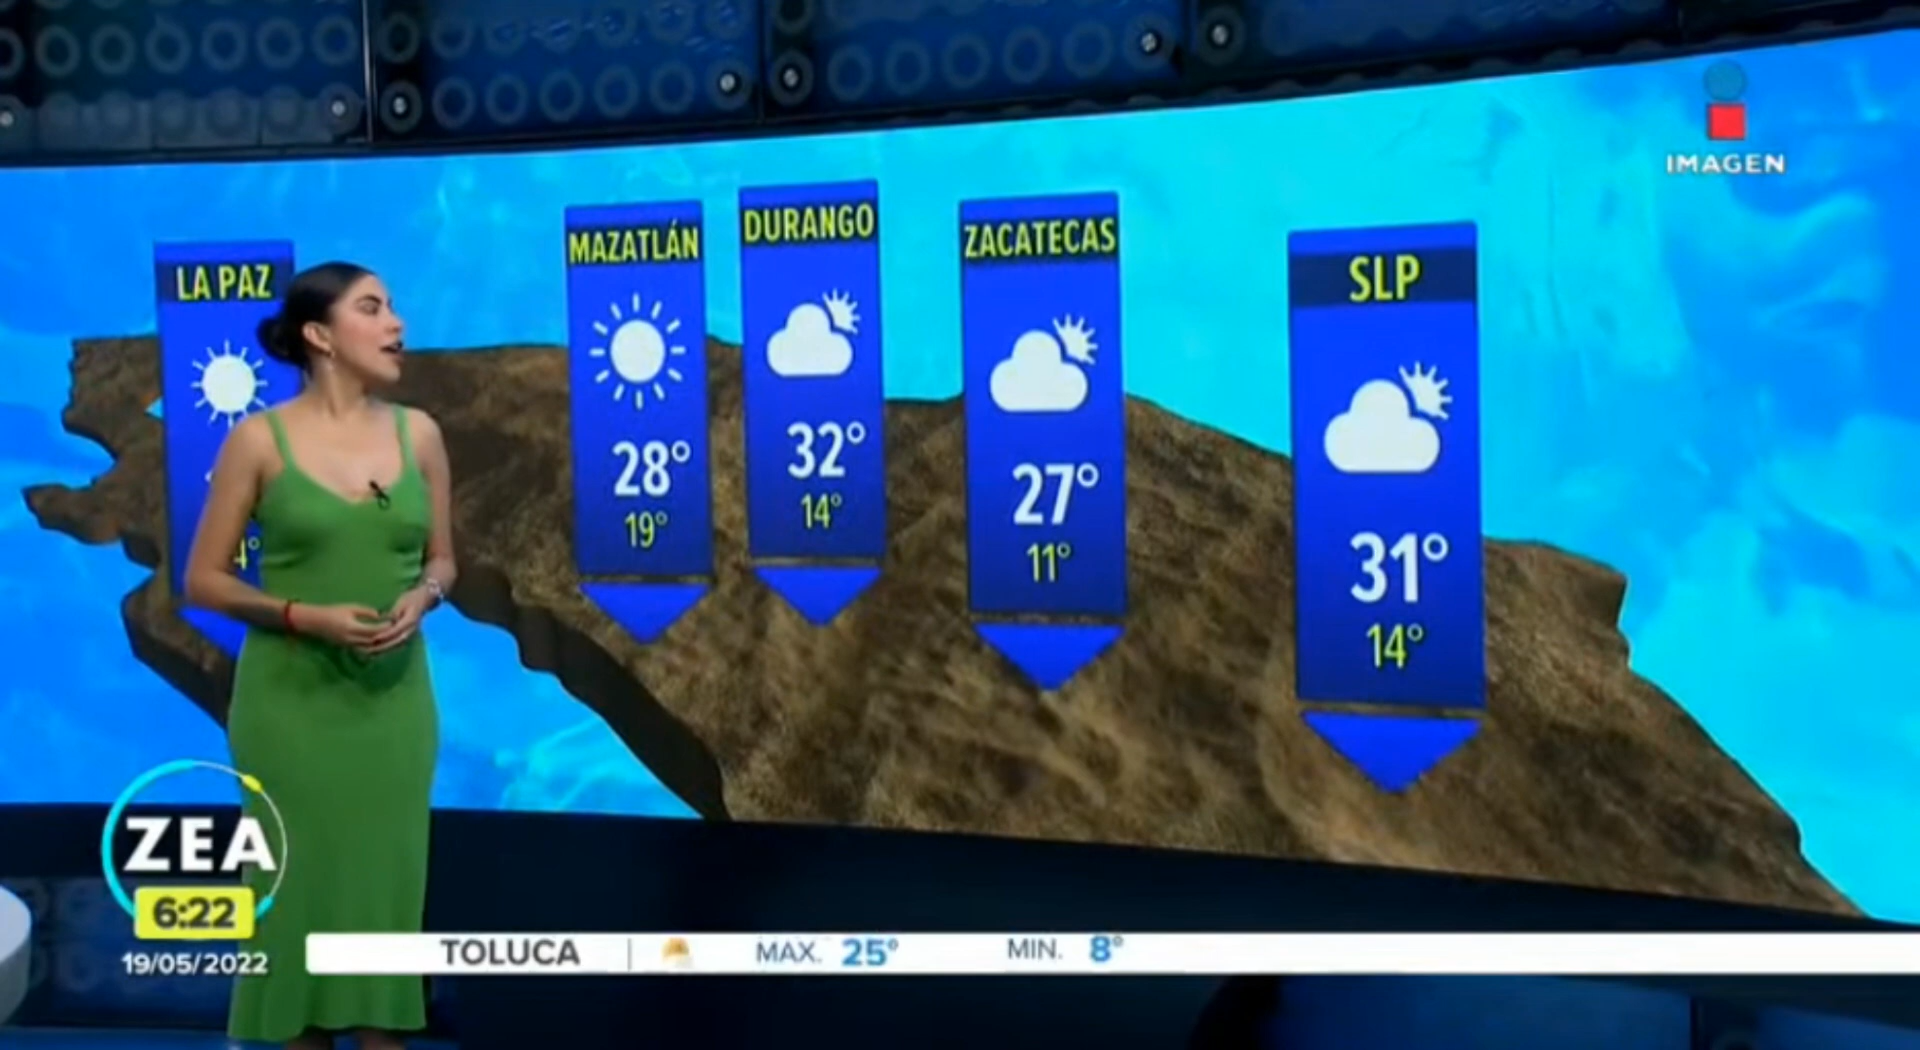 IMAGEN
LA PAZ
4°
MAZATLÁN
28°
19°
DURANGO
32°
14°
ZACATECAS
27°
11°
SLP
31°
14°
ZEA
6:22
19/05/2022
TOLUCA | MAX. 25° MIN. 8°